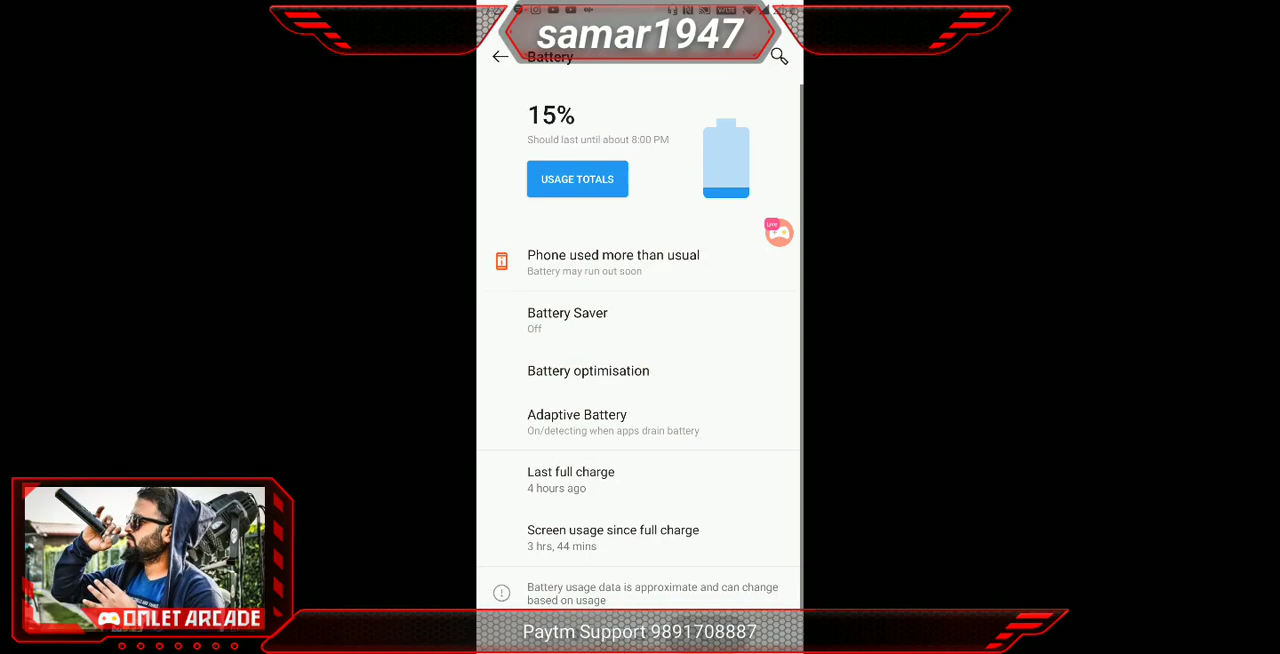 samar1947
Battery
15%
Should last until about 8:00 PM
USAGE TOTALS
Live
Phone used more than usual
Battery may run out soon
Battery Saver
Off
Battery optimisation
Adaptive Battery
On/detecting when apps drain battery
Last full charge
4 hours ago
Screen usage since full charge
3 hrs, 44 mins
Battery usage data is approximate and can change
based on usage
OMLET ARCADE
Paytm Support 9891708887